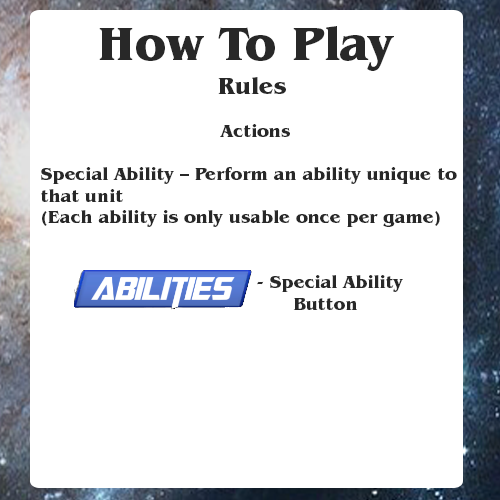 How To Play
Rules
Actions
Special Ability – Perform an ability unique to
that unit
(Each ability is only usable once per game)
ABILITIES - Special Ability
Button